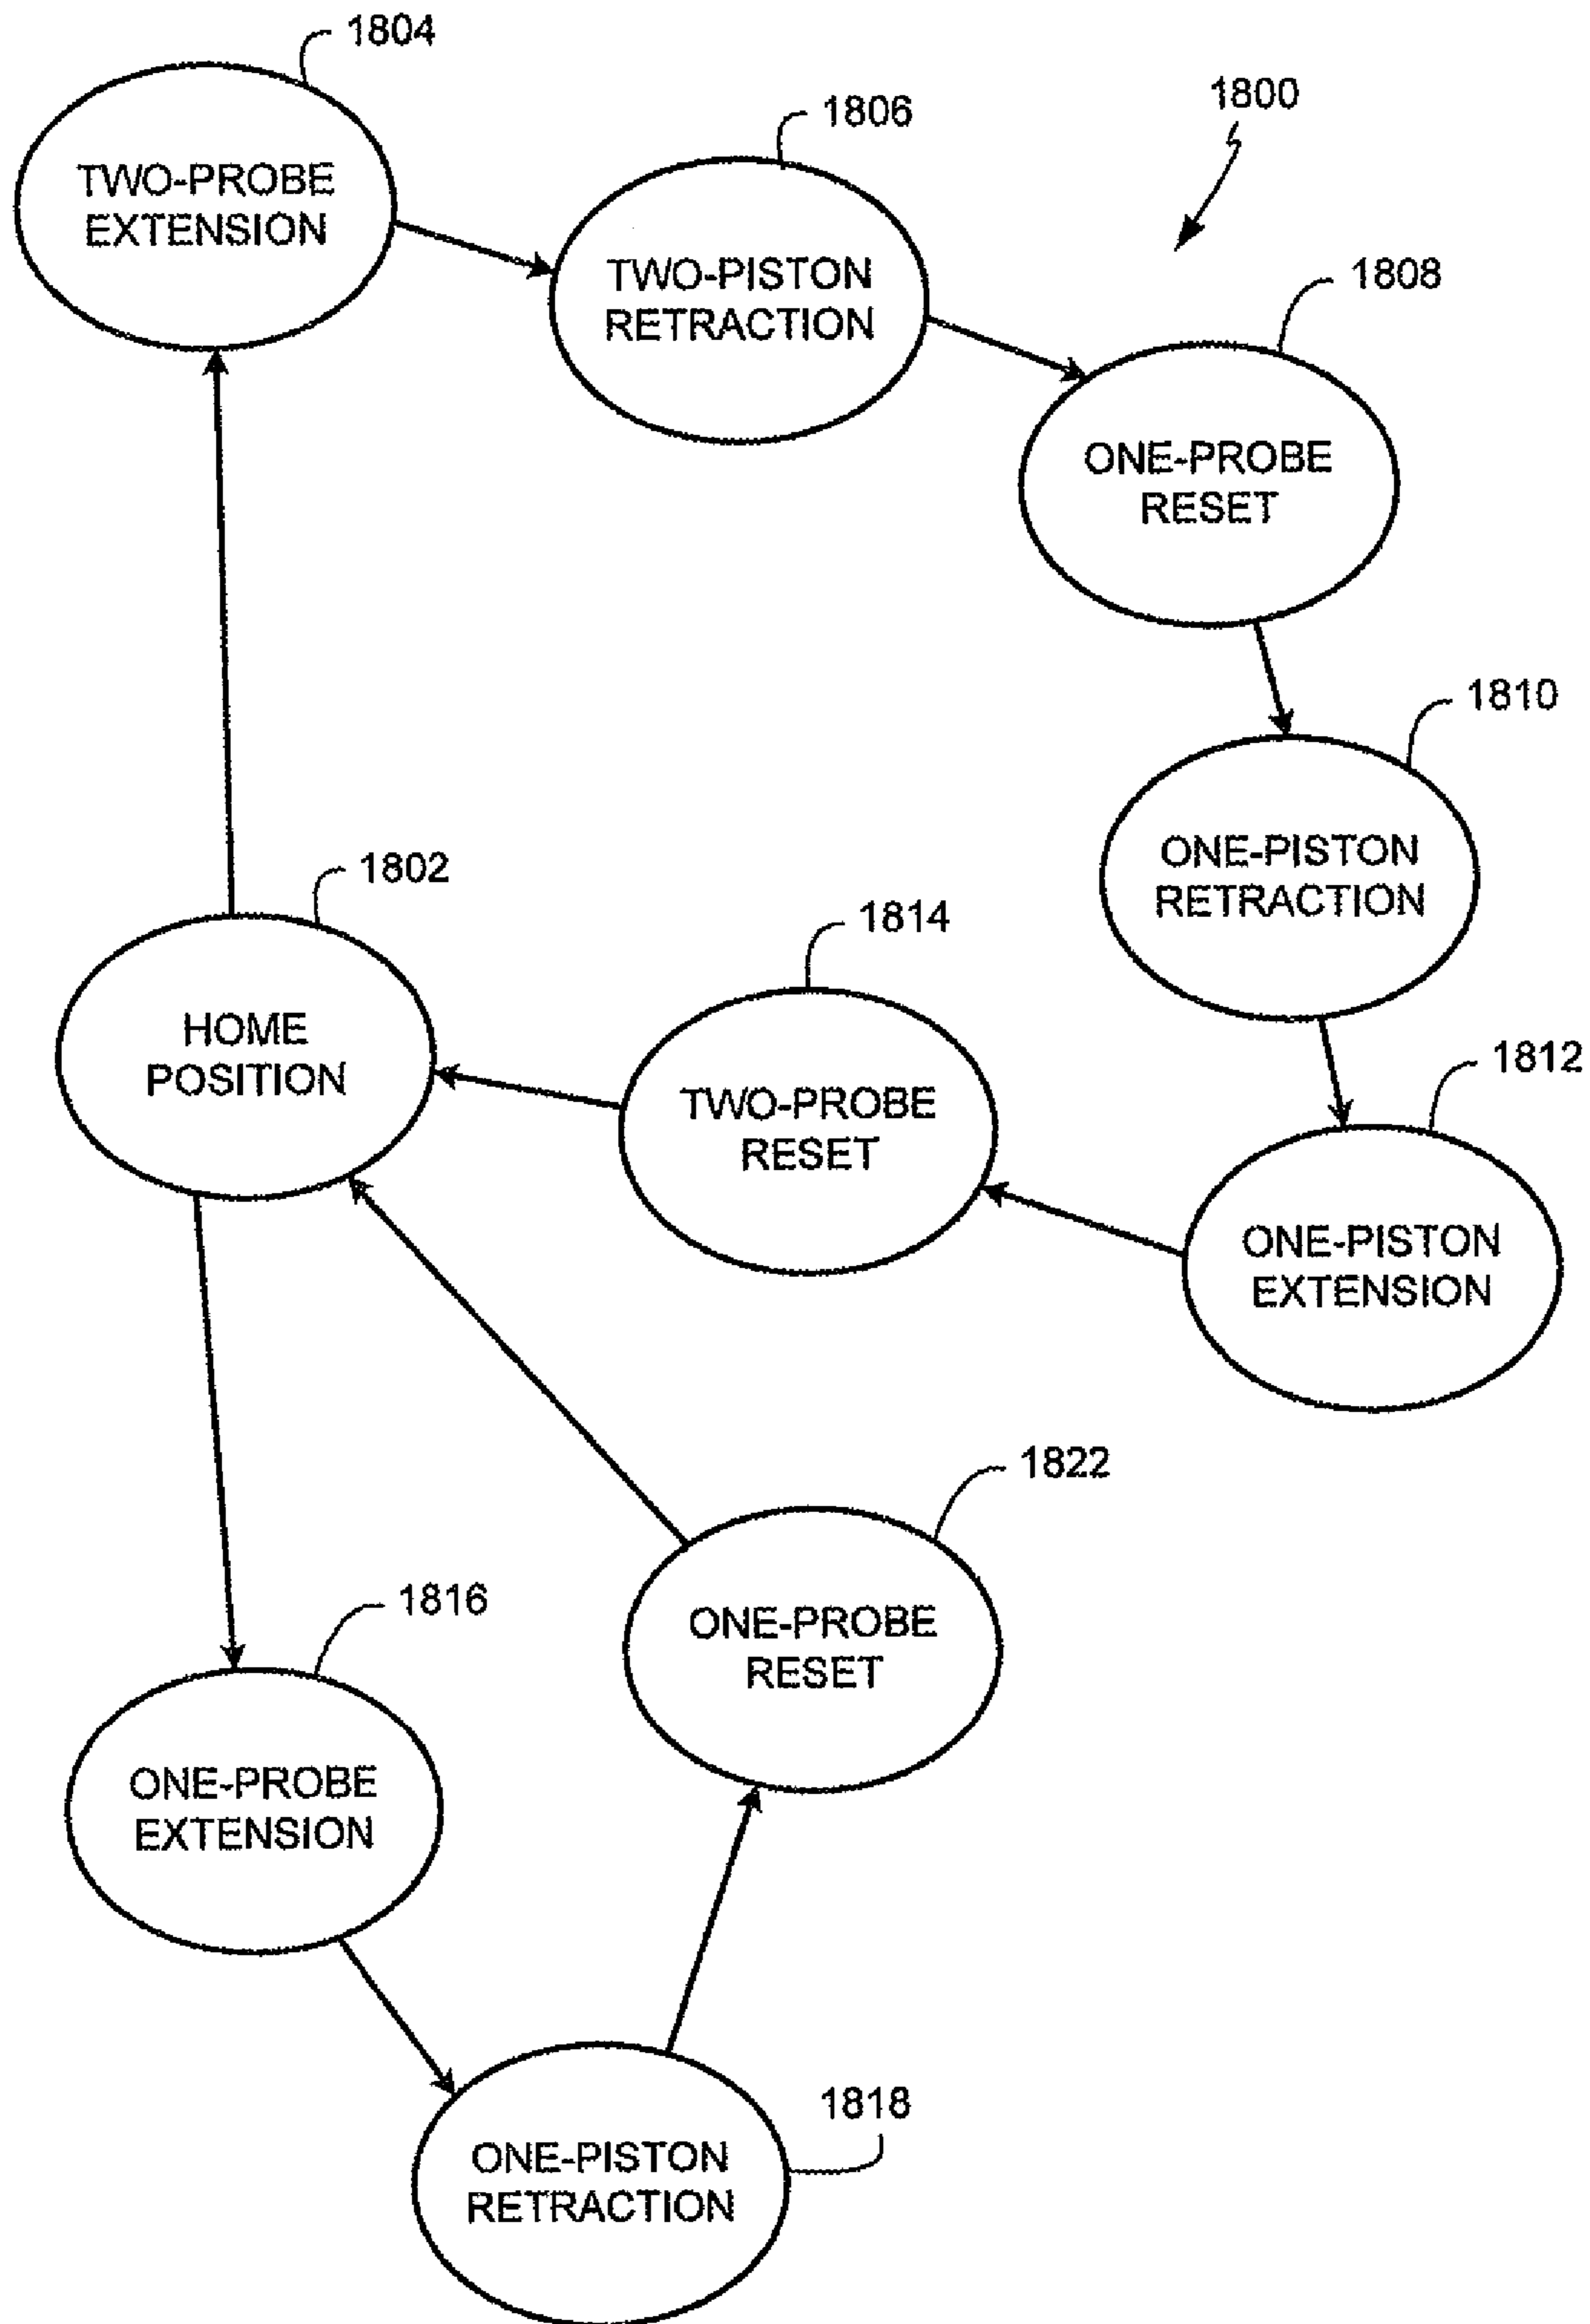 1804
TWO-PROBE
EXTENSION
1806
TWO-PISTON
RETRACTION
1800
1808
ONE-PROBE
RESET
1810
ONE-PISTON
RETRACTION
1802
HOME
POSITION
1814
TWO-PROBE
RESET
1812
ONE-PISTON
EXTENSION
1822
ONE-PROBE
RESET
1816
ONE-PROBE
EXTENSION
1818
ONE-PISTON
RETRACTION